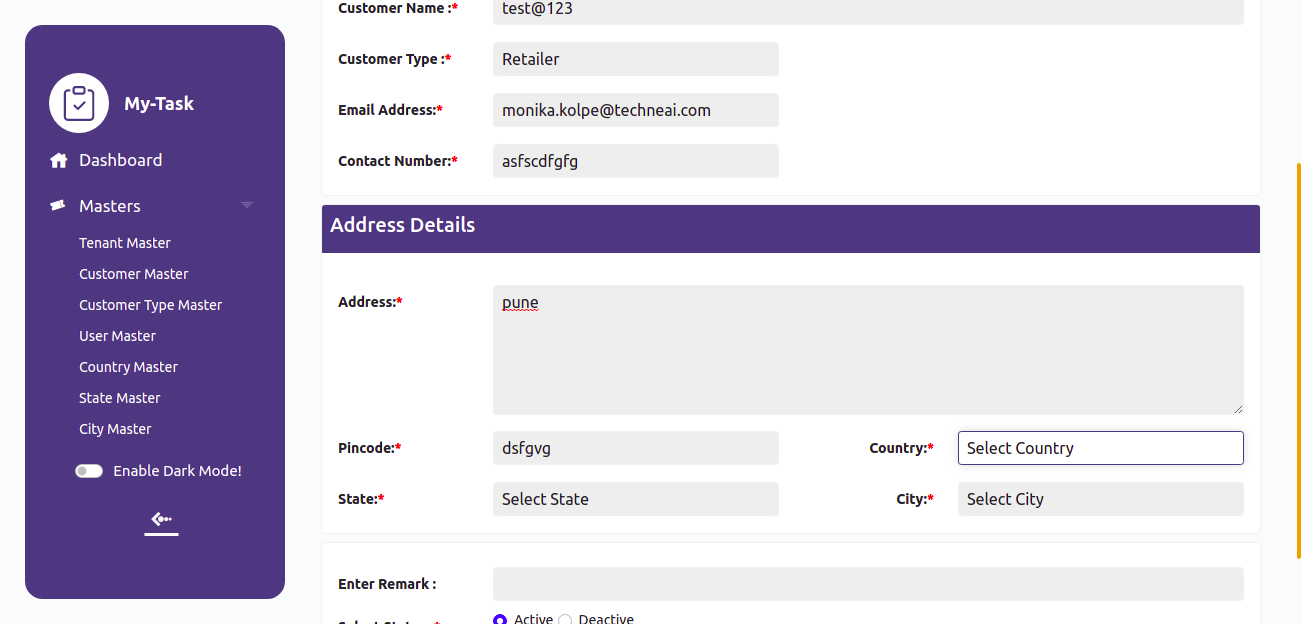 My-Task
Dashboard
Masters
Tenant Master
Customer Master
Customer Type Master
User Master
Country Master
State Master
City Master
Enable Dark Mode!
Customer Name :* test@123
Customer Type :* Retailer
Email Address:* monika.kolpe@techneai.com
Contact Number:* asfscdfgfg
Address Details
Address:* pune
Pincode:* dsfgvg Country:* Select Country
State:* Select State City:* Select City
Enter Remark :
Active Deactive